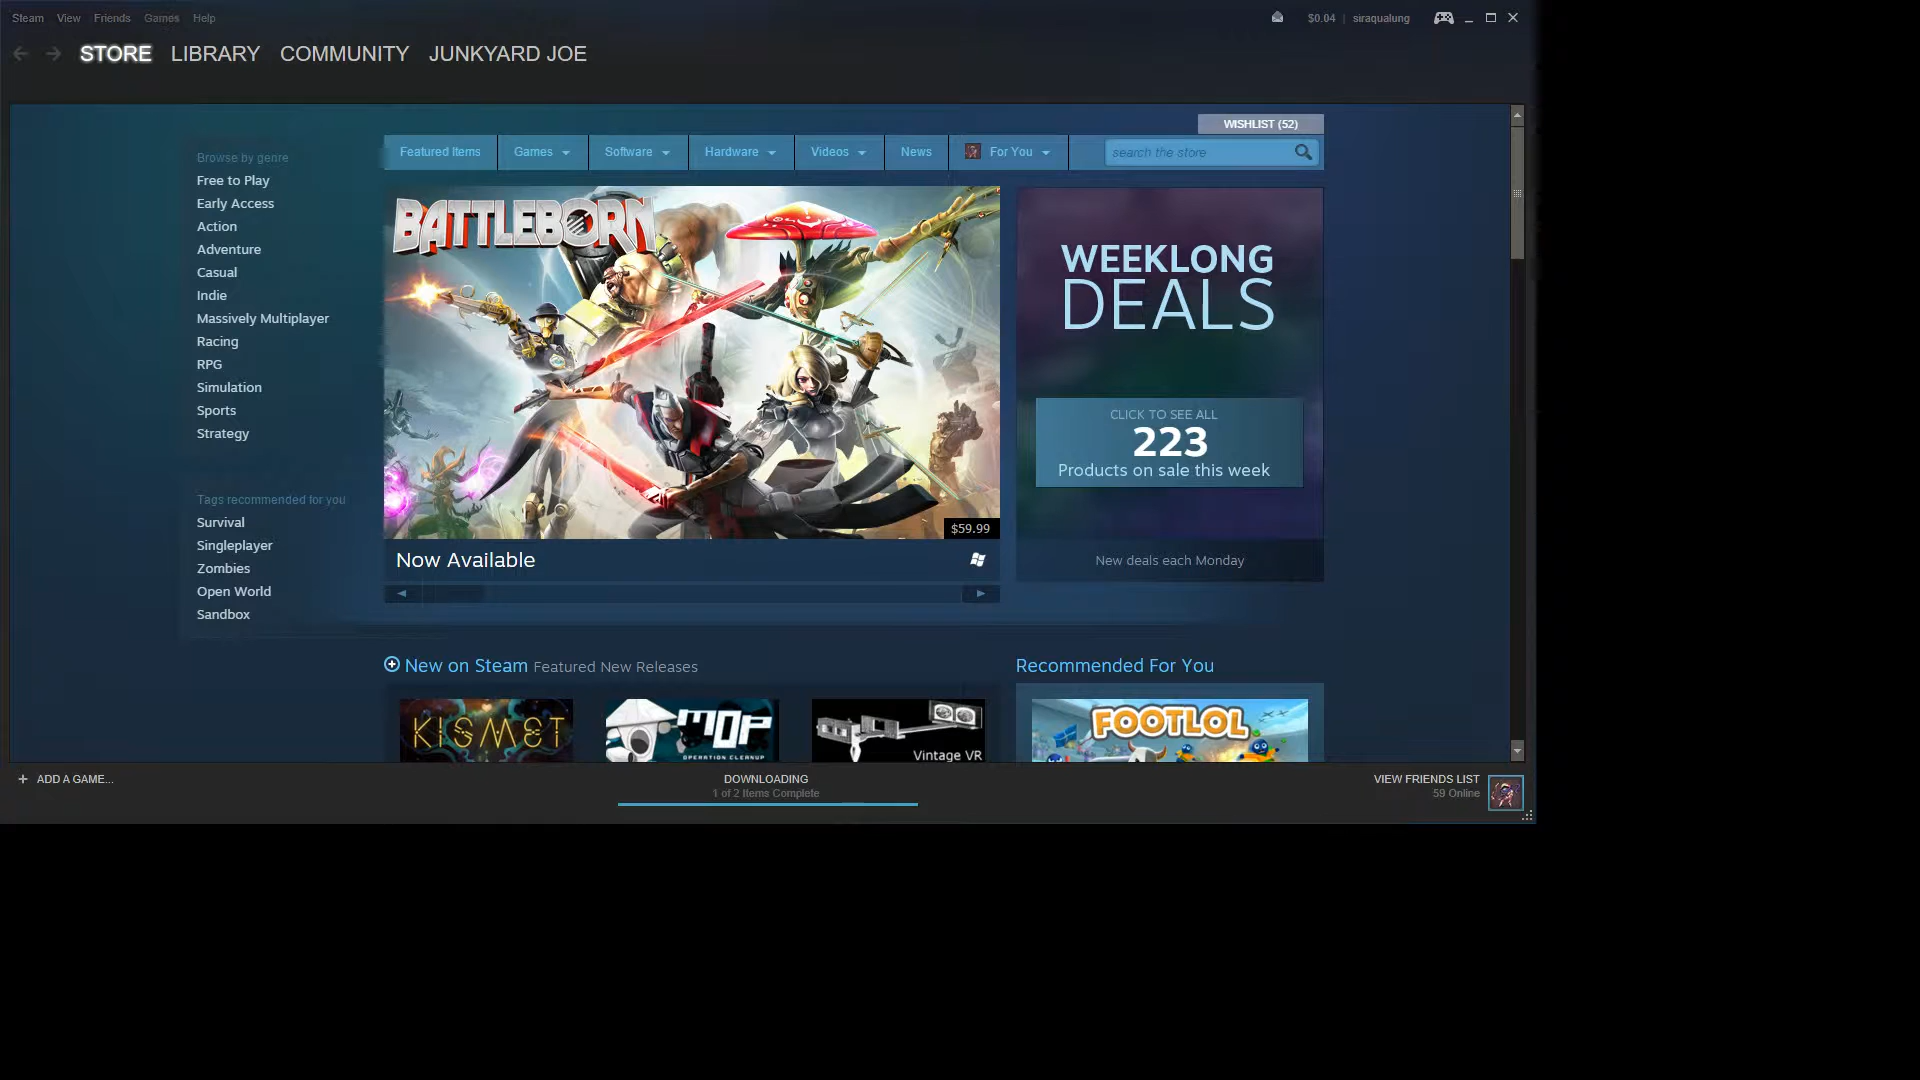 Steam View Friends Games Help
$0.04 | siraqualung
STORE LIBRARY COMMUNITY JUNKYARD JOE
WISHLIST (52)
Featured Items Games Software Hardware Videos News For You search the store
Browse by genre
Free to Play
Early Access
Action
Adventure
Casual
Indie
Massively Multiplayer
Racing
RPG
Simulation
Sports
Strategy
Tags recommended for you
Survival
Singleplayer
Zombies
Open World
Sandbox
BATTLEBORN
$59.99
Now Available
WEEKLONG
DEALS
CLICK TO SEE ALL
223
Products on sale this week
New deals each Monday
New on Steam Featured New Releases
KISMET
MOP
OPERATION CLEANUP
Vintage VR
Recommended For You
FOOTLOL
+ ADD A GAME...
DOWNLOADING
1 of 2 Items Complete
VIEW FRIENDS LIST
59 Online